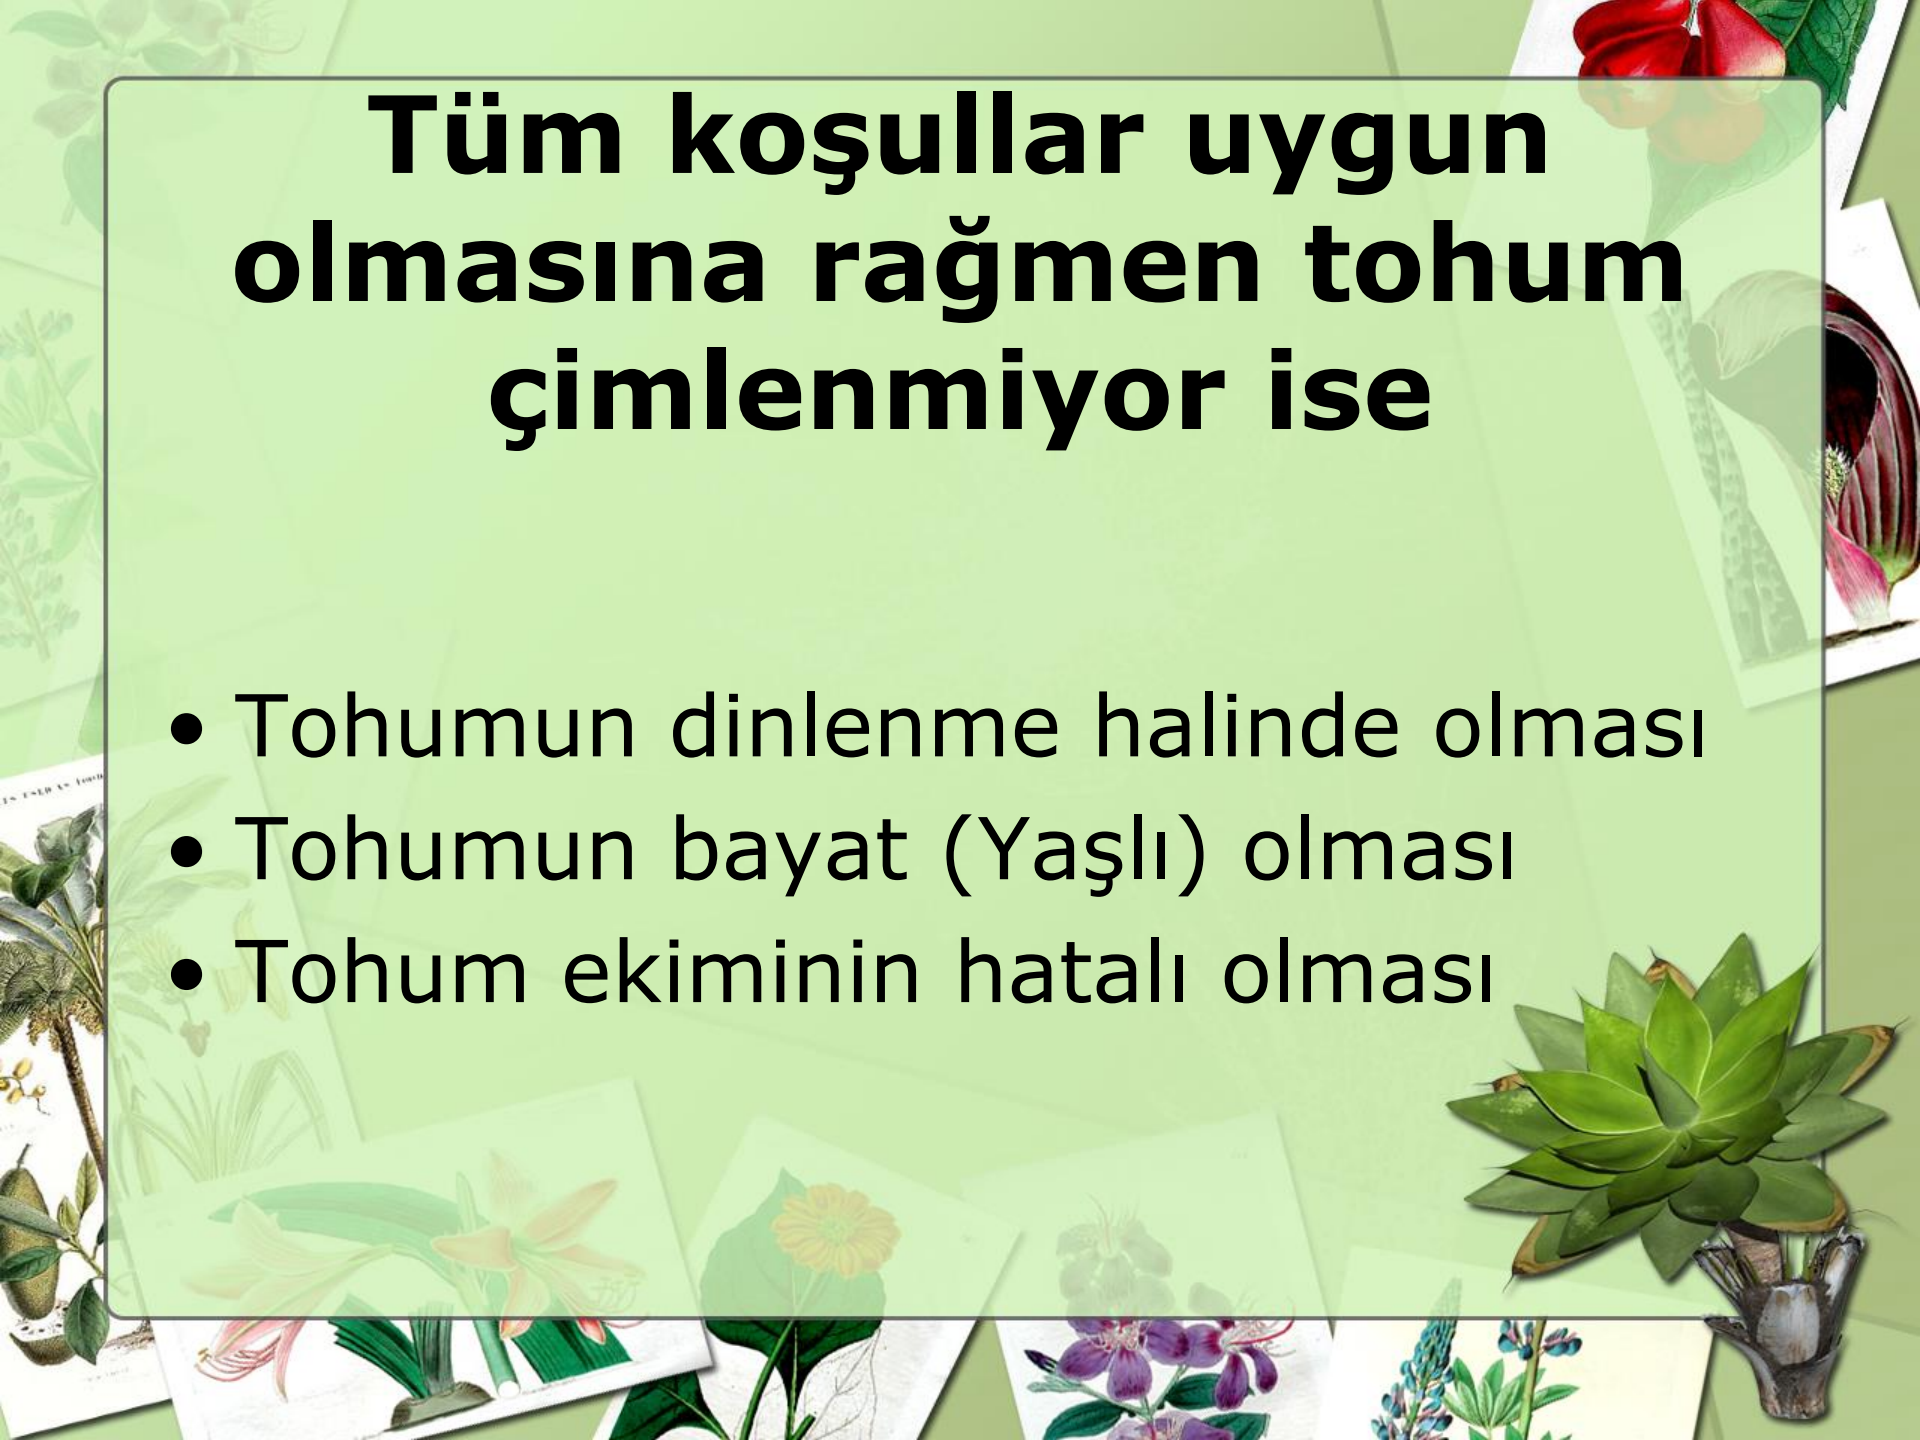 Tüm koşullar uygun
olmasına rağmen tohum
çimlenmiyor ise
• Tohumun dinlenme halinde olması
• Tohumun bayat (Yaşlı) olması
• Tohum ekiminin hatalı olması